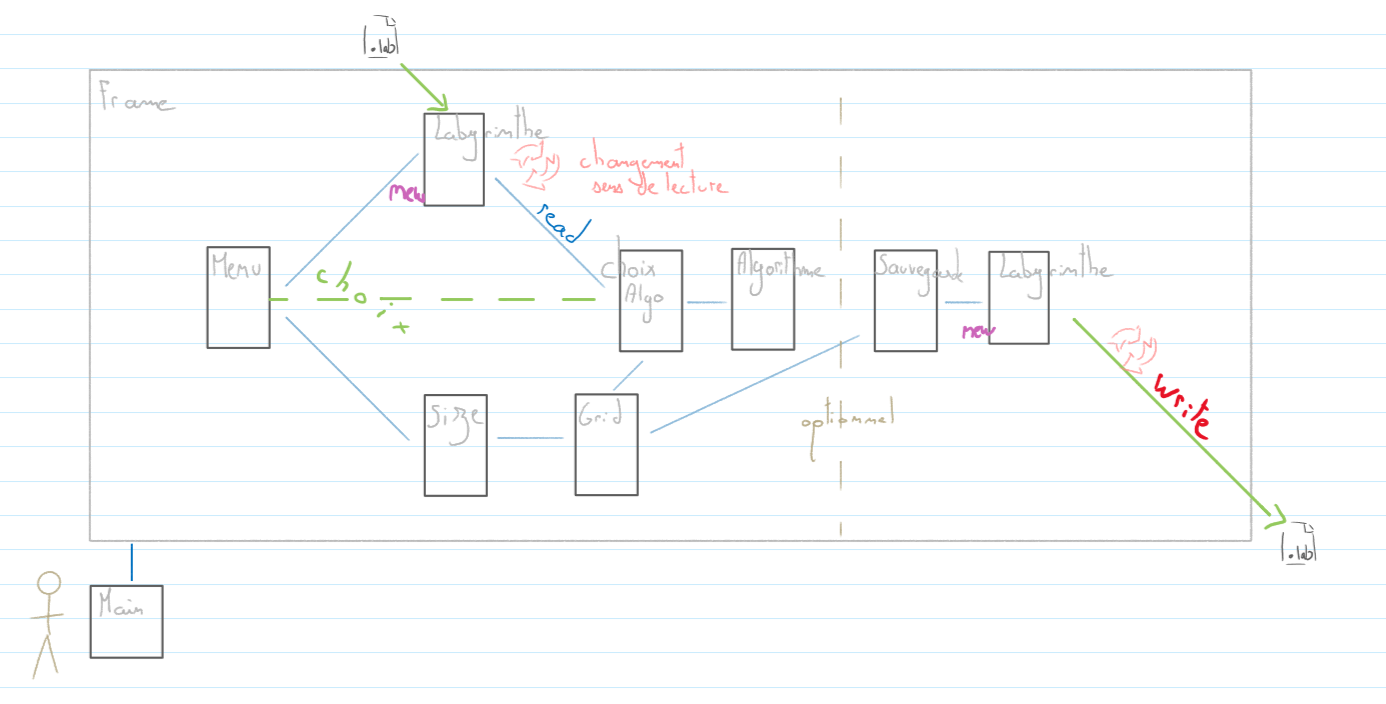 .lab
Frame
Labyrinthe
changement
sens de lecture
new
read
Menu
choix
Choix
Algo
Algorithme
Sauvegarde
Labyrinthe
new
write
Size
Grid
optionnel
.lab
Main